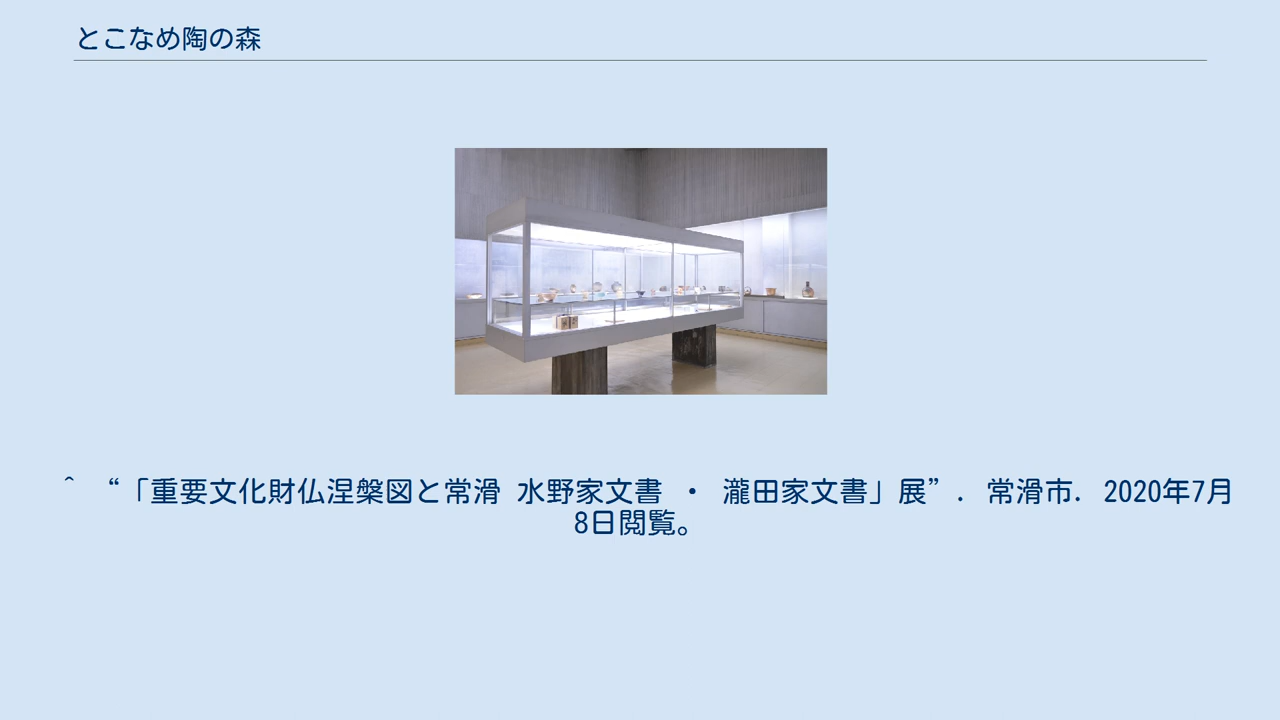 とこなめ陶の森
^ “「重要文化財仏涅槃図と常滑 水野家文書 ・ 瀧田家文書」展”. 常滑市. 2020年7月
8日閲覧。